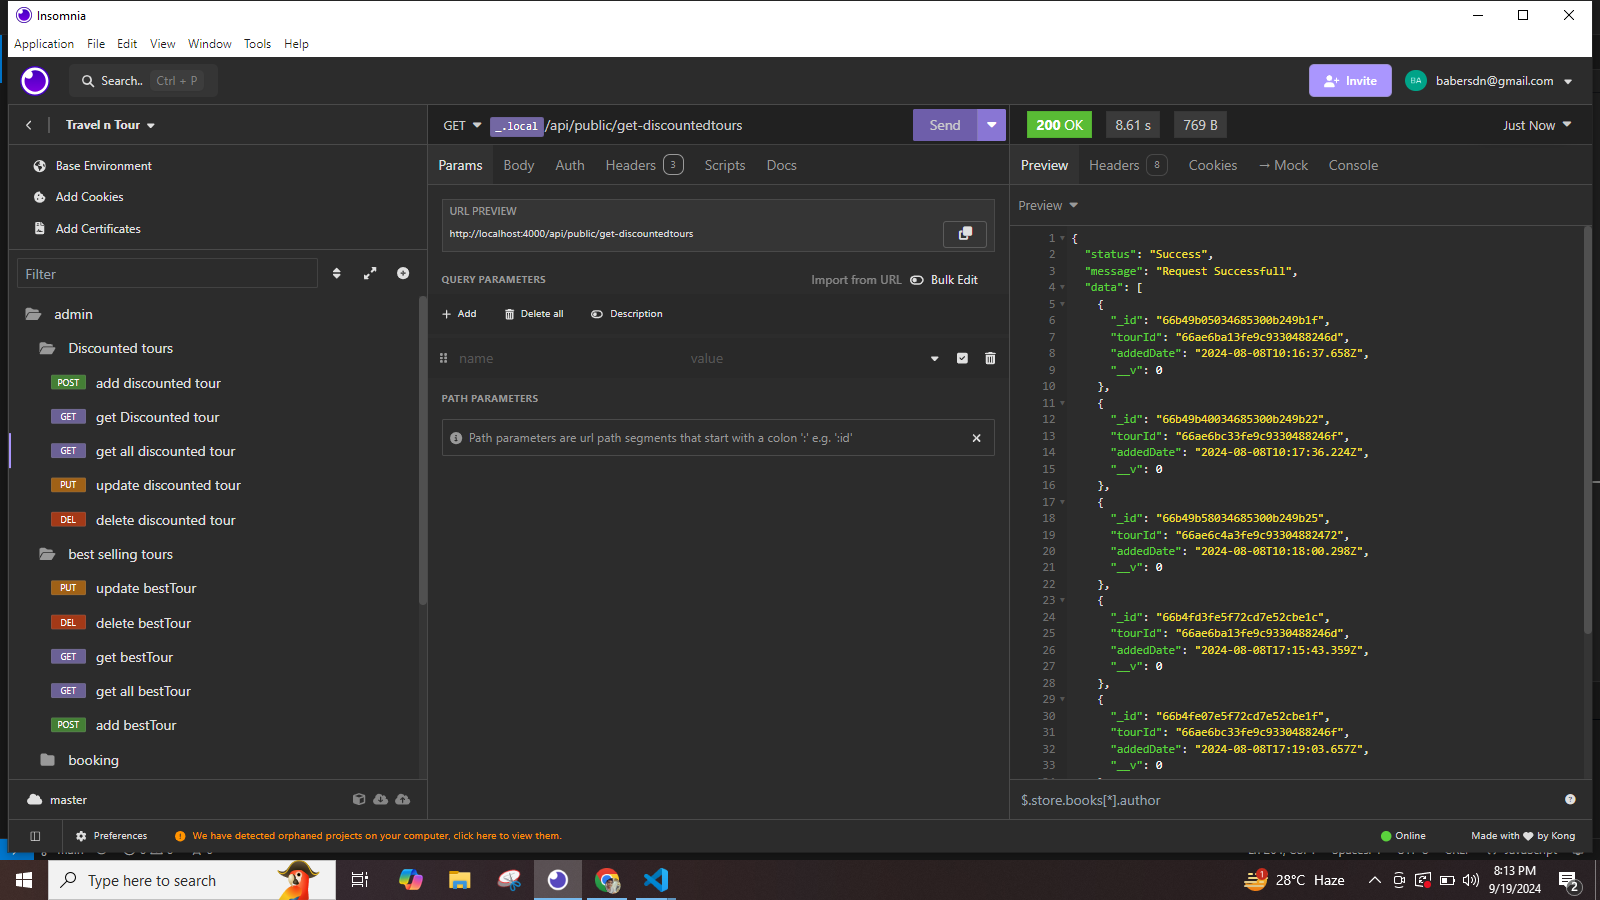 Insomnia
Application File Edit View Window Tools Help
Search.. Ctrl + P
Invite
BA babersdn@gmail.com
Travel n Tour
Base Environment
Add Cookies
Add Certificates
Filter
admin
Discounted tours
POST add discounted tour
GET get Discounted tour
GET get all discounted tour
PUT update discounted tour
DEL delete discounted tour
best selling tours
PUT update bestTour
DEL delete bestTour
GET get bestTour
GET get all bestTour
POST add bestTour
booking
master
GET _.local/api/public/get-discountedtours Send
Params Body Auth Headers 3 Scripts Docs
URL PREVIEW
http://localhost:4000/api/public/get-discountedtours
QUERY PARAMETERS Import from URL Bulk Edit
Add Delete all Description
name value
PATH PARAMETERS
Path parameters are url path segments that start with a colon ':' e.g. ':id'
200 OK 8.61 s 769 B Just Now
Preview Headers 8 Cookies → Mock Console
Preview
1 {
2 "status": "Success",
3 "message": "Request Successfull",
4 "data": [
5 {
6 "_id": "66b49b05034685300b249b1f",
7 "tourId": "66ae6ba13fe9c9330488246d",
8 "addedDate": "2024-08-08T10:16:37.658Z",
9 "__v": 0
10 },
11 {
12 "_id": "66b49b40034685300b249b22",
13 "tourId": "66ae6bc33fe9c9330488246f",
14 "addedDate": "2024-08-08T10:17:36.224Z",
15 "__v": 0
16 },
17 {
18 "_id": "66b49b58034685300b249b25",
19 "tourId": "66ae6c4a3fe9c93304882472",
20 "addedDate": "2024-08-08T10:18:00.298Z",
21 "__v": 0
22 },
23 {
24 "_id": "66b4fd3fe5f72cd7e52cbe1c",
25 "tourId": "66ae6ba13fe9c9330488246d",
26 "addedDate": "2024-08-08T17:15:43.359Z",
27 "__v": 0
28 },
29 {
30 "_id": "66b4fe07e5f72cd7e52cbe1f",
31 "tourId": "66ae6bc33fe9c9330488246f",
32 "addedDate": "2024-08-08T17:19:03.657Z",
33 "__v": 0
$.store.books[*].author
Preferences
We have detected orphaned projects on your computer, click here to view them.
Online
Made with ❤ by Kong
Type here to search
1 28°C Haze
8:13 PM
9/19/2024
2